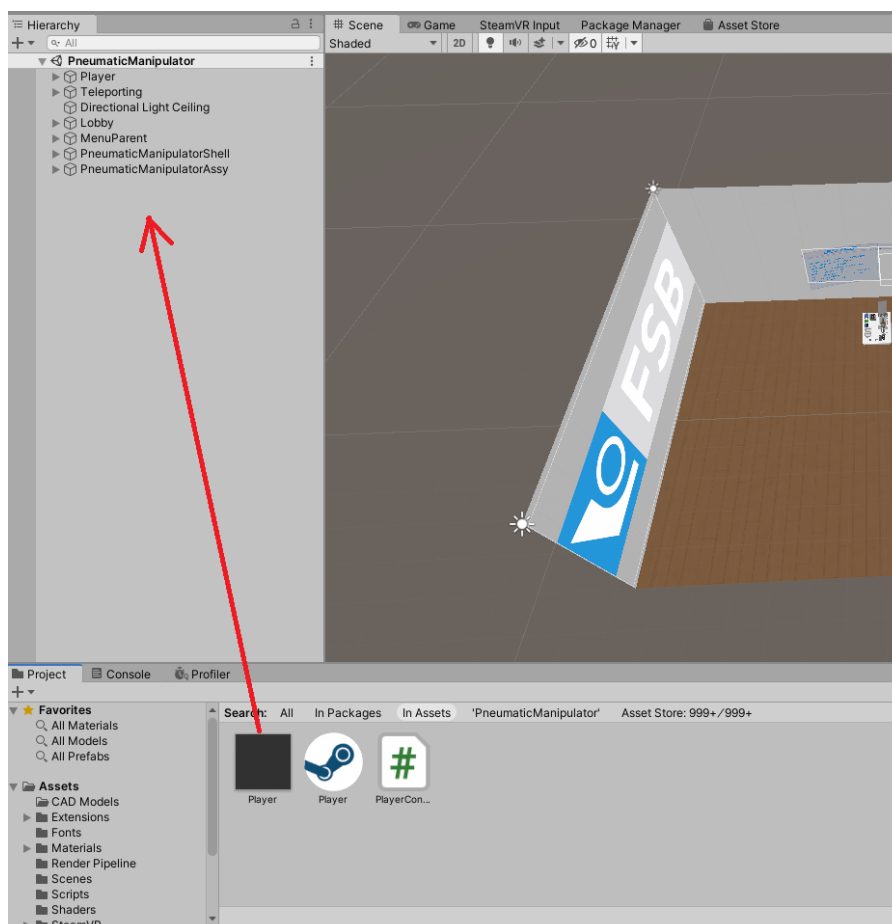 Hierarchy
All
PneumaticManipulator
Player
Teleporting
Directional Light Ceiling
Lobby
MenuParent
PneumaticManipulatorShell
PneumaticManipulatorAssy
# Scene Game SteamVR Input Package Manager Asset Store
Shaded 2D 0
FSB
Project Console Profiler
Favorites
All Materials
All Models
All Prefabs
Assets
CAD Models
Extensions
Fonts
Materials
Render Pipeline
Scenes
Scripts
Shaders
SteamVR
Search: All In Packages In Assets 'PneumaticManipulator' Asset Store: 999+/999+
#
Player Player PlayerCon...